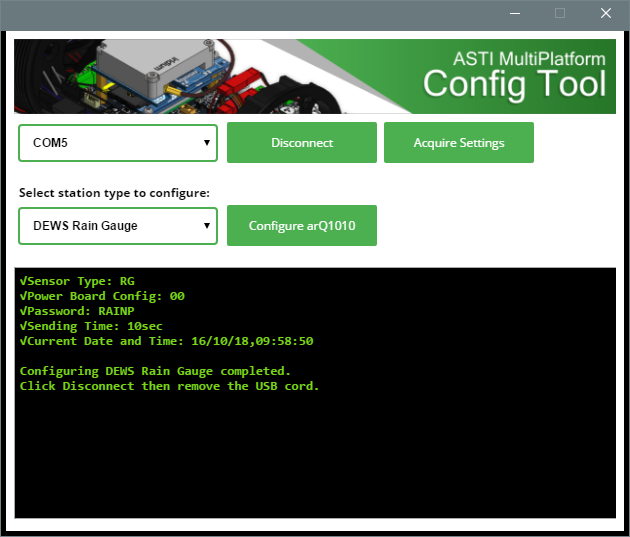 ASTI MultiPlatform
Config Tool
COM5
Disconnect
Acquire Settings
Select station type to configure:
DEWS Rain Gauge
Configure arQ1010
√Sensor Type: RG
√Power Board Config: 00
√Password: RAINP
√Sending Time: 10sec
√Current Date and Time: 16/10/18,09:58:50
Configuring DEWS Rain Gauge completed.
Click Disconnect then remove the USB cord.